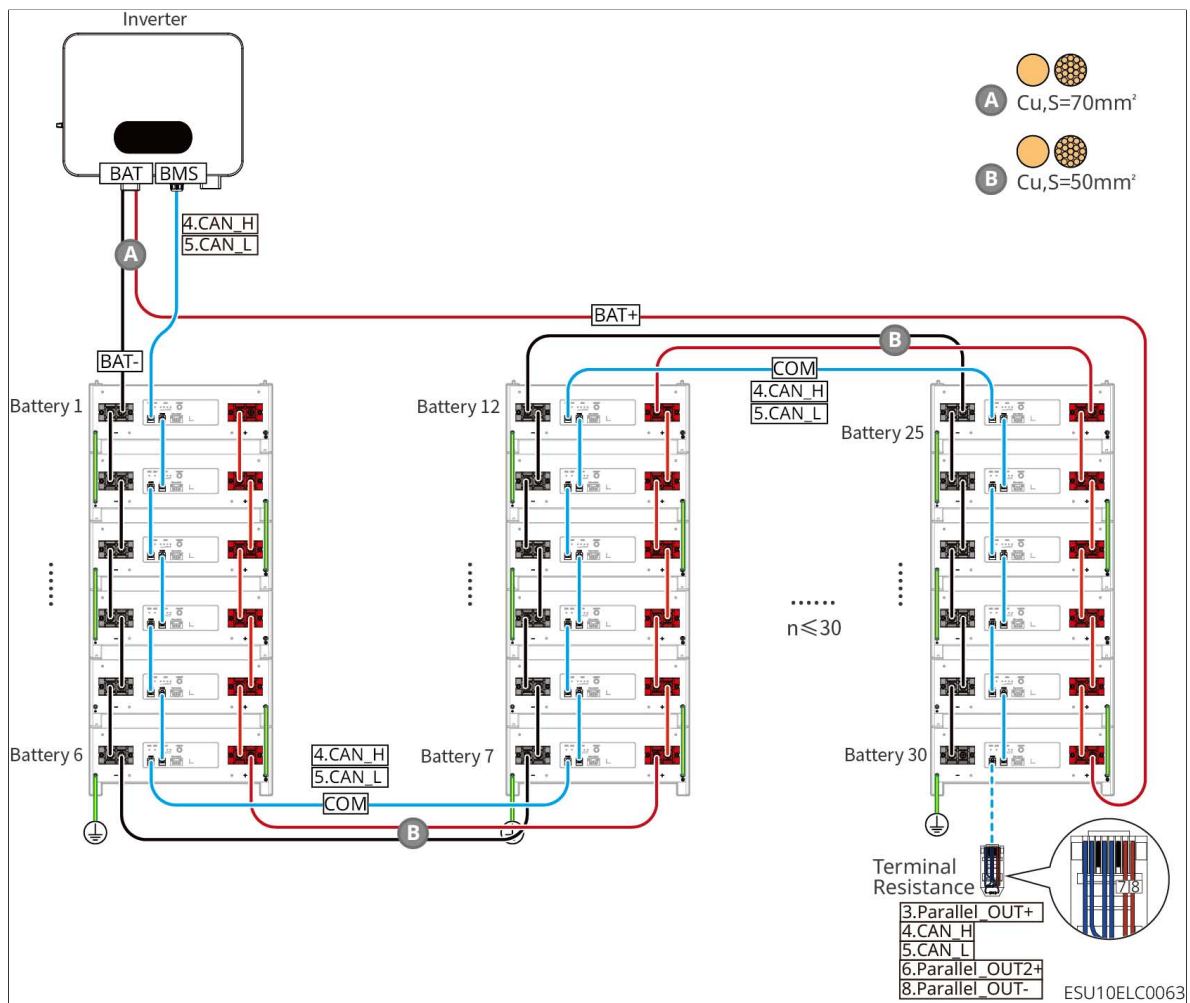 Inverter
BAT
BMS
4.CAN_H
5.CAN_L
A
A
Cu,S=70mm²
B
Cu,S=50mm²
BAT+
BAT-
B
COM
4.CAN_H
5.CAN_L
Battery 1
Battery 12
Battery 25
......
......
......
......
n≤30
Battery 6
Battery 7
Battery 30
4.CAN_H
5.CAN_L
COM
B
Terminal
Resistance
7 8
3.Parallel_OUT+
4.CAN_H
5.CAN_L
6.Parallel_OUT2+
8.Parallel_OUT-
ESU10ELC0063